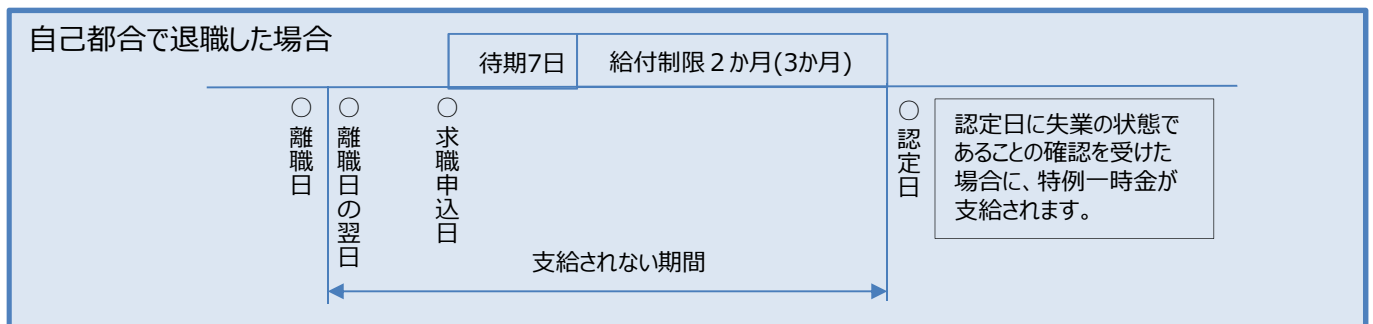 自己都合で退職した場合
待期7日
給付制限２か月(3か月)
○離職日
○離職日の翌日
○求職申込日
○認定日
認定日に失業の状態で
あることの確認を受けた
場合に、特例一時金が
支給されます。
支給されない期間